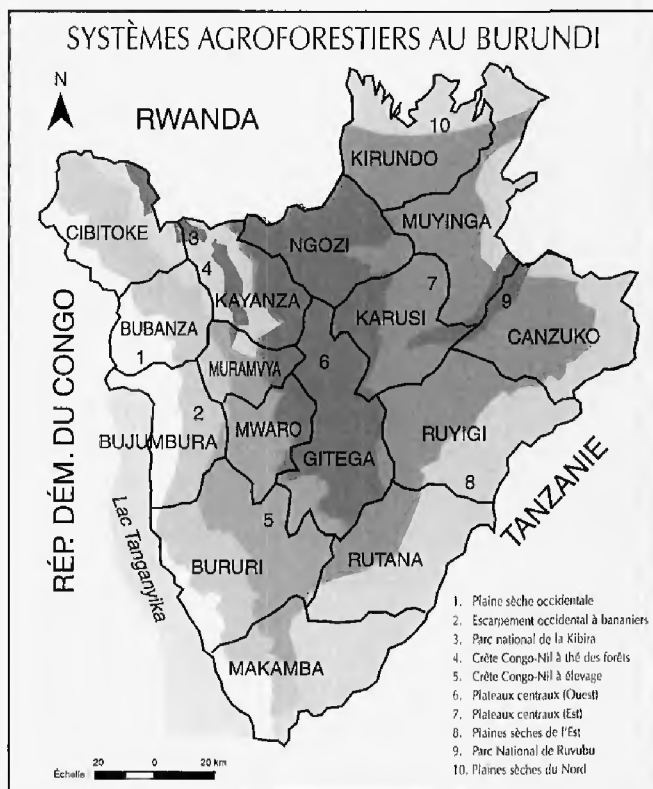 SYSTÈMES AGROFORESTIERS AU BURUNDI
N
RWANDA
10
KIRUNDO
MUYINGA
CIBITOKE
3
NGOZI
4
KAYANZA
7
KARUSI
9
CANZUKO
BUBANZA
1
MURAMVYA
6
RÉP. DÉM. DU CONGO
2
BUJUMBURA
MWARO
GITEGA
RUYIGI
8
TANZANIE
Lac Tanganyika
5
BURURI
RUTANA
MAKAMBA
1. Plaine sèche occidentale
2. Escarpement occidental à bananiers
3. Parc national de la Kibira
4. Crête Congo-Nil à thé des forêts
5. Crête Congo-Nil à élevage
6. Plateaux centraux (Ouest)
7. Plateaux centraux (Est)
8. Plaines sèches de l'Est
9. Parc National de Ruvubu
10. Plaines sèches du Nord
Échelle 20 0 20 km